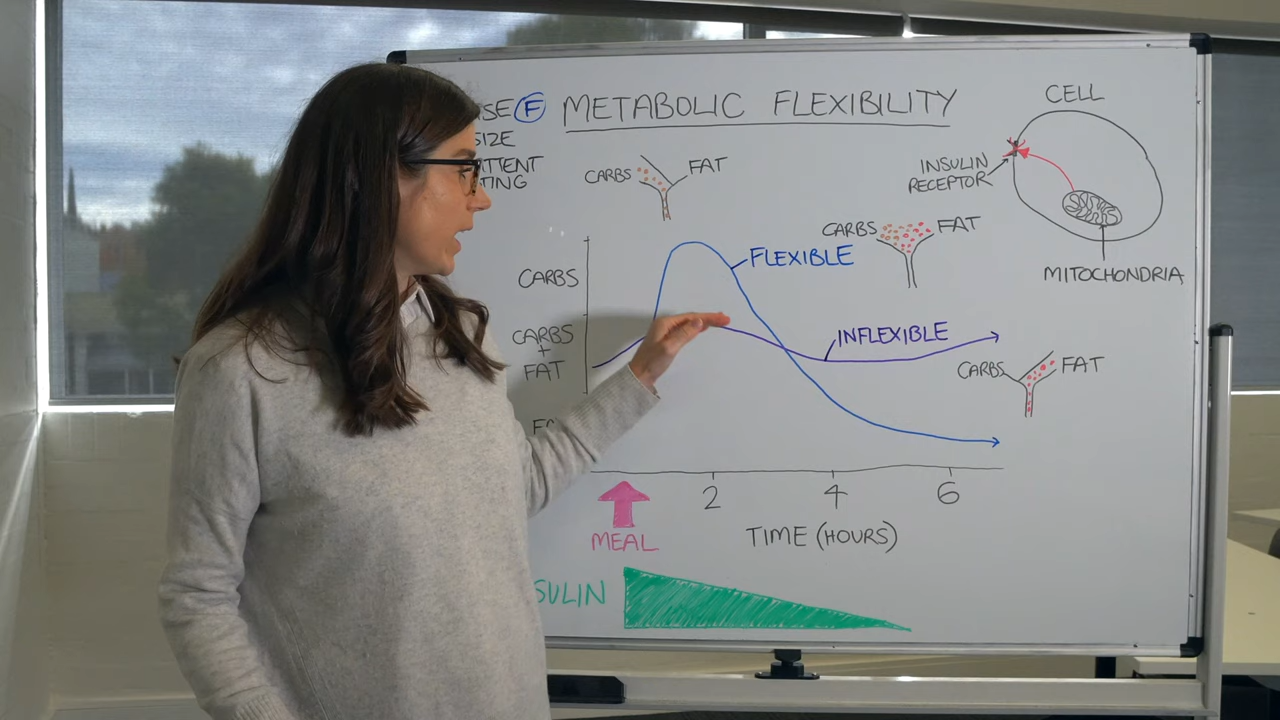 F METABOLIC FLEXIBILITY
SIZE
CARBS FAT
CELL
INSULIN
RECEPTOR
MITOCHONDRIA
CARBS FAT
FLEXIBLE
CARBS
CARBS
+
FAT
INFLEXIBLE
CARBS FAT
2 4 6
MEAL
TIME (HOURS)
SULIN